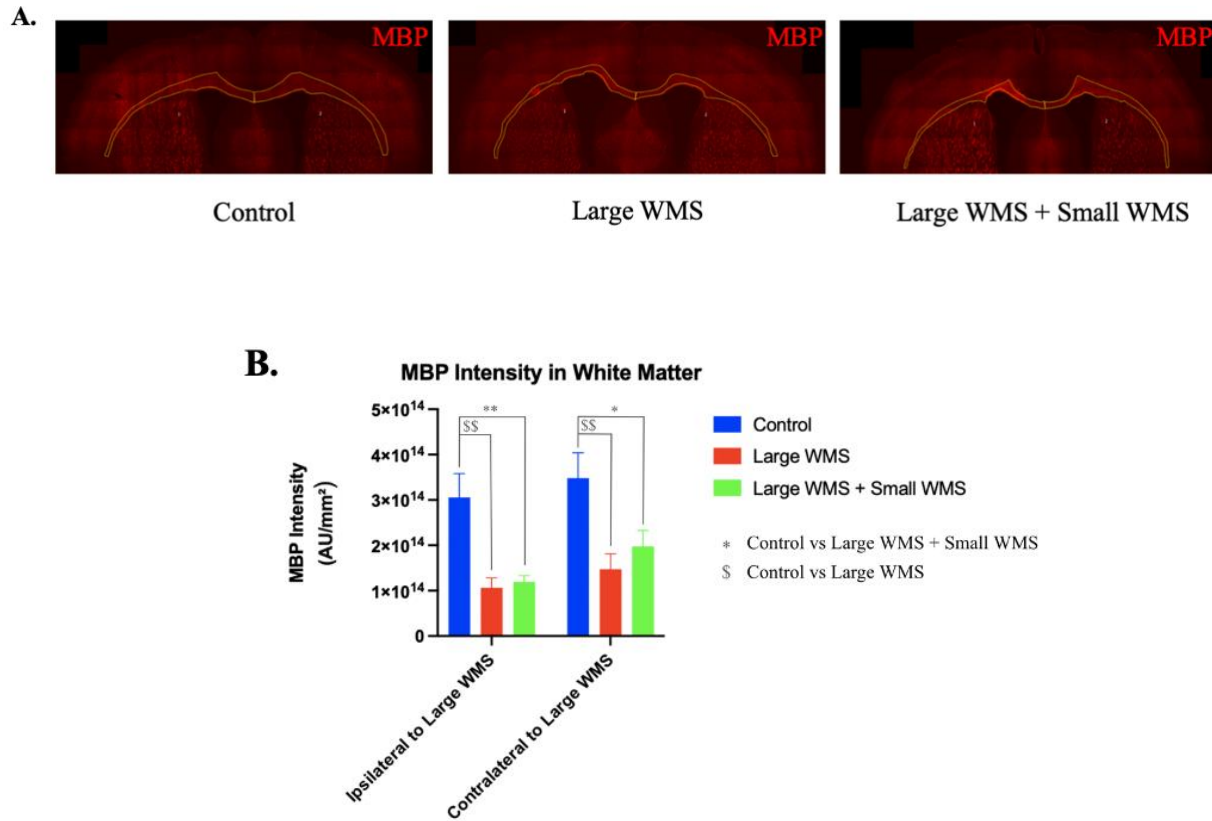 A.
MBP
MBP
MBP
Control
Large WMS
Large WMS + Small WMS
B.
MBP Intensity in White Matter
MBP Intensity
(AU/mm²)
5×10¹⁴
4×10¹⁴
3×10¹⁴
2×10¹⁴
1×10¹⁴
0
**
$$
*
$$
Ipsilateral to Large WMS
Contralateral to Large WMS
Control
Large WMS
Large WMS + Small WMS
* Control vs Large WMS + Small WMS
$ Control vs Large WMS